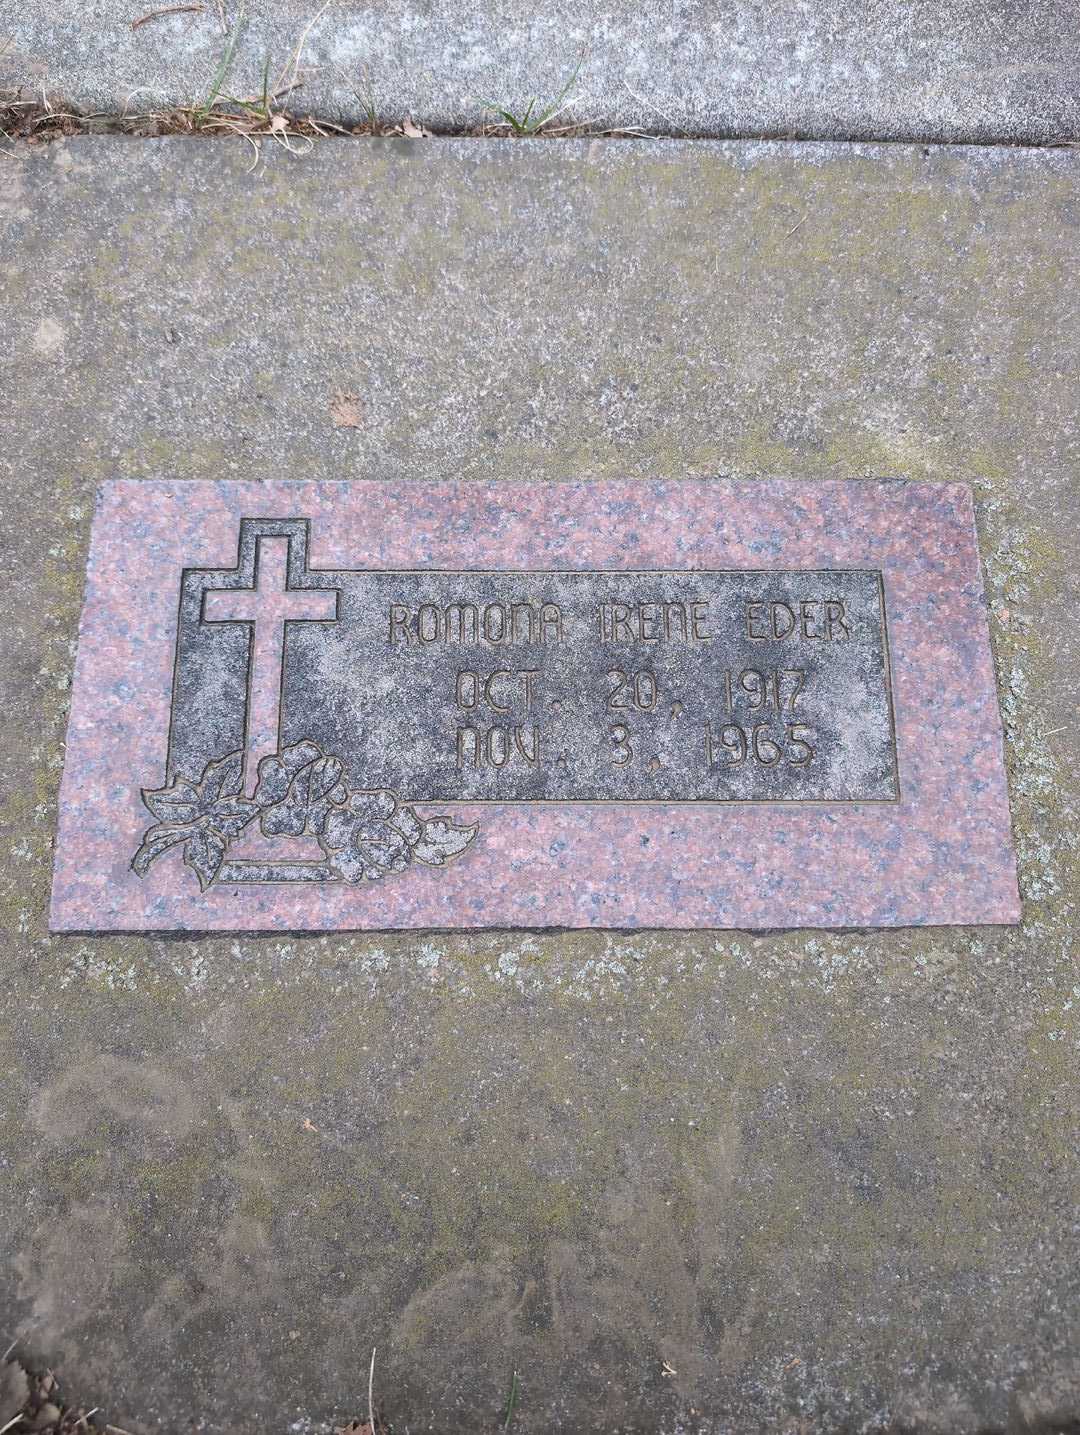 ROMONA IRENE EDER
OCT. 20, 1917
NOV. 3, 1965